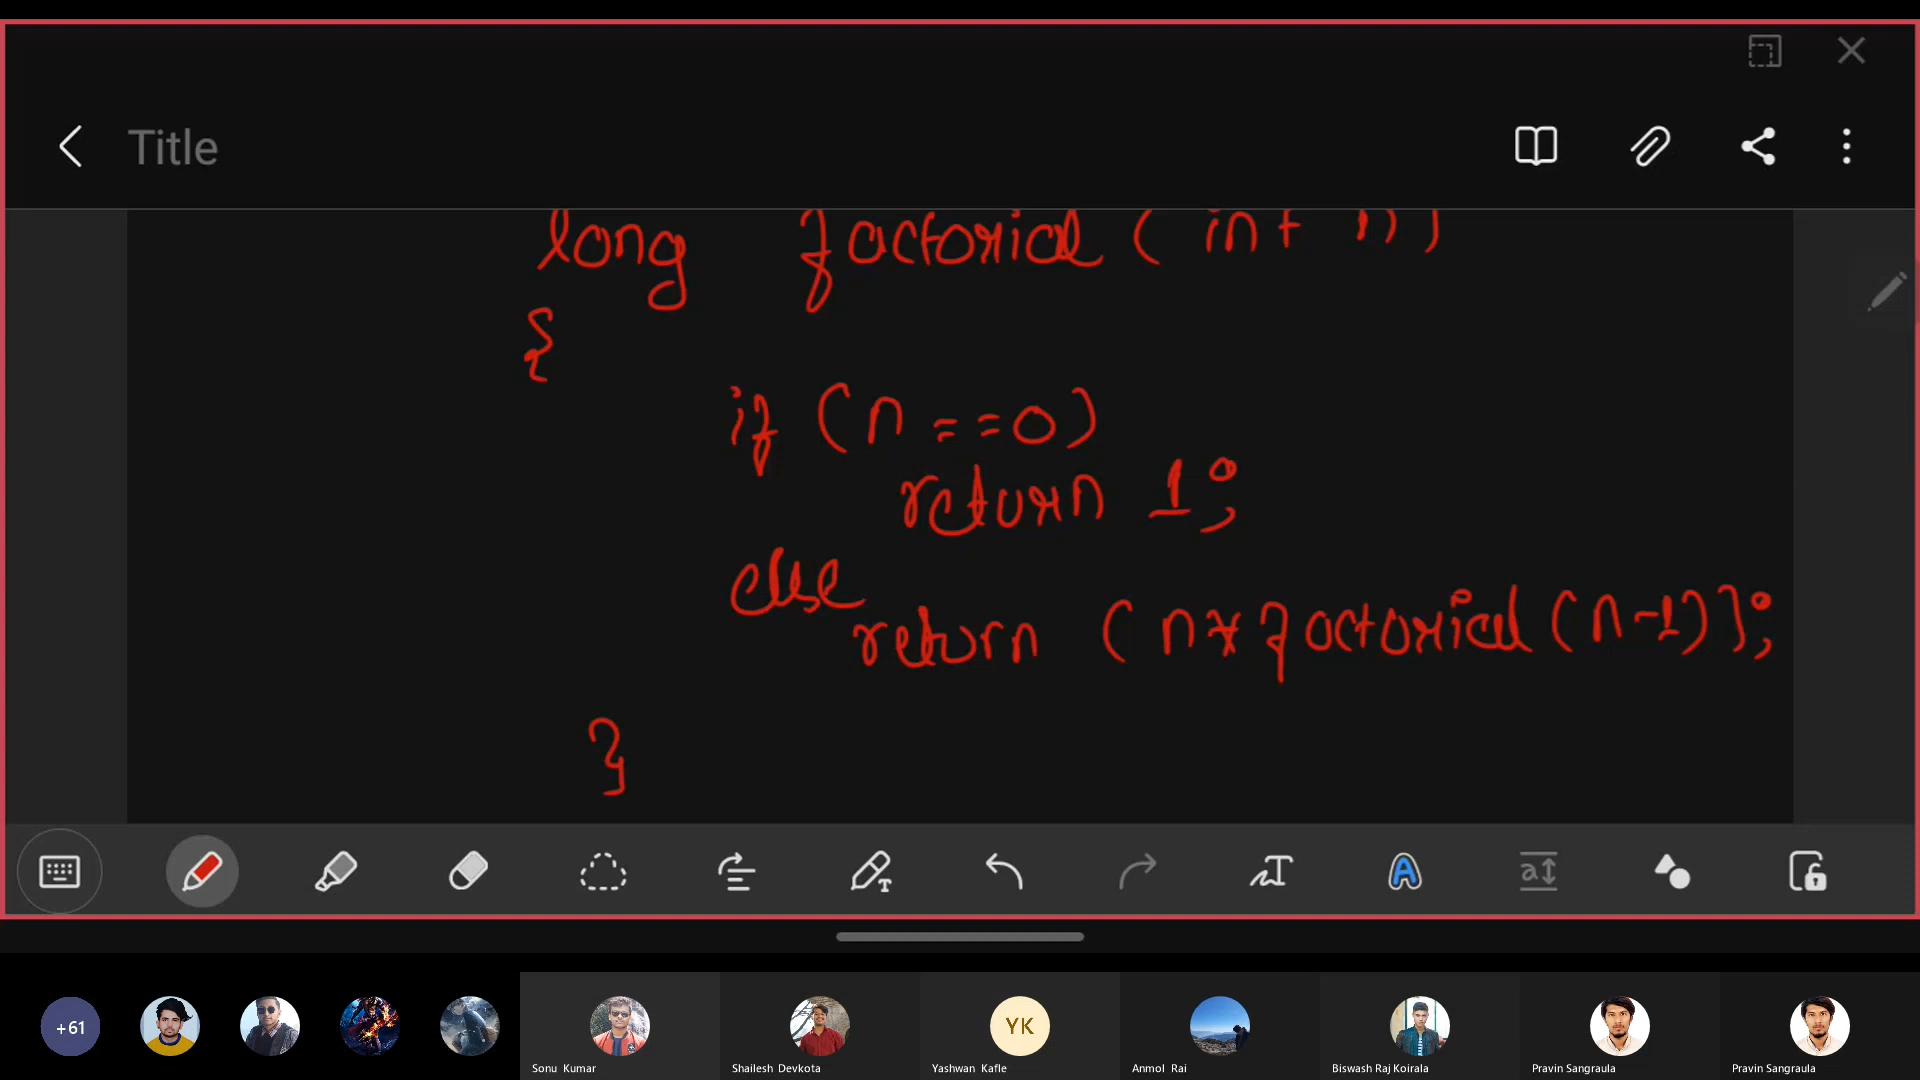 Title
long factorial ( int n)
{
if (n ==0)
return 1;
else
return (n*factorial(n-1));
}
+61
YK
Sonu Kumar
Shailesh Devkota
Yashwan Kafle
Anmol Rai
Biswash Raj Koirala
Pravin Sangraula
Pravin Sangraula